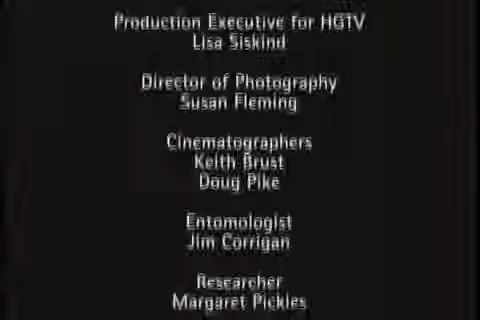 Production Executive for HGTV
Lisa Siskind
Director of Photography
Susan Fleming
Cinematographers
Keith Brust
Doug Pike
Entomologist
Jim Corrigan
Researcher
Margaret Pickles